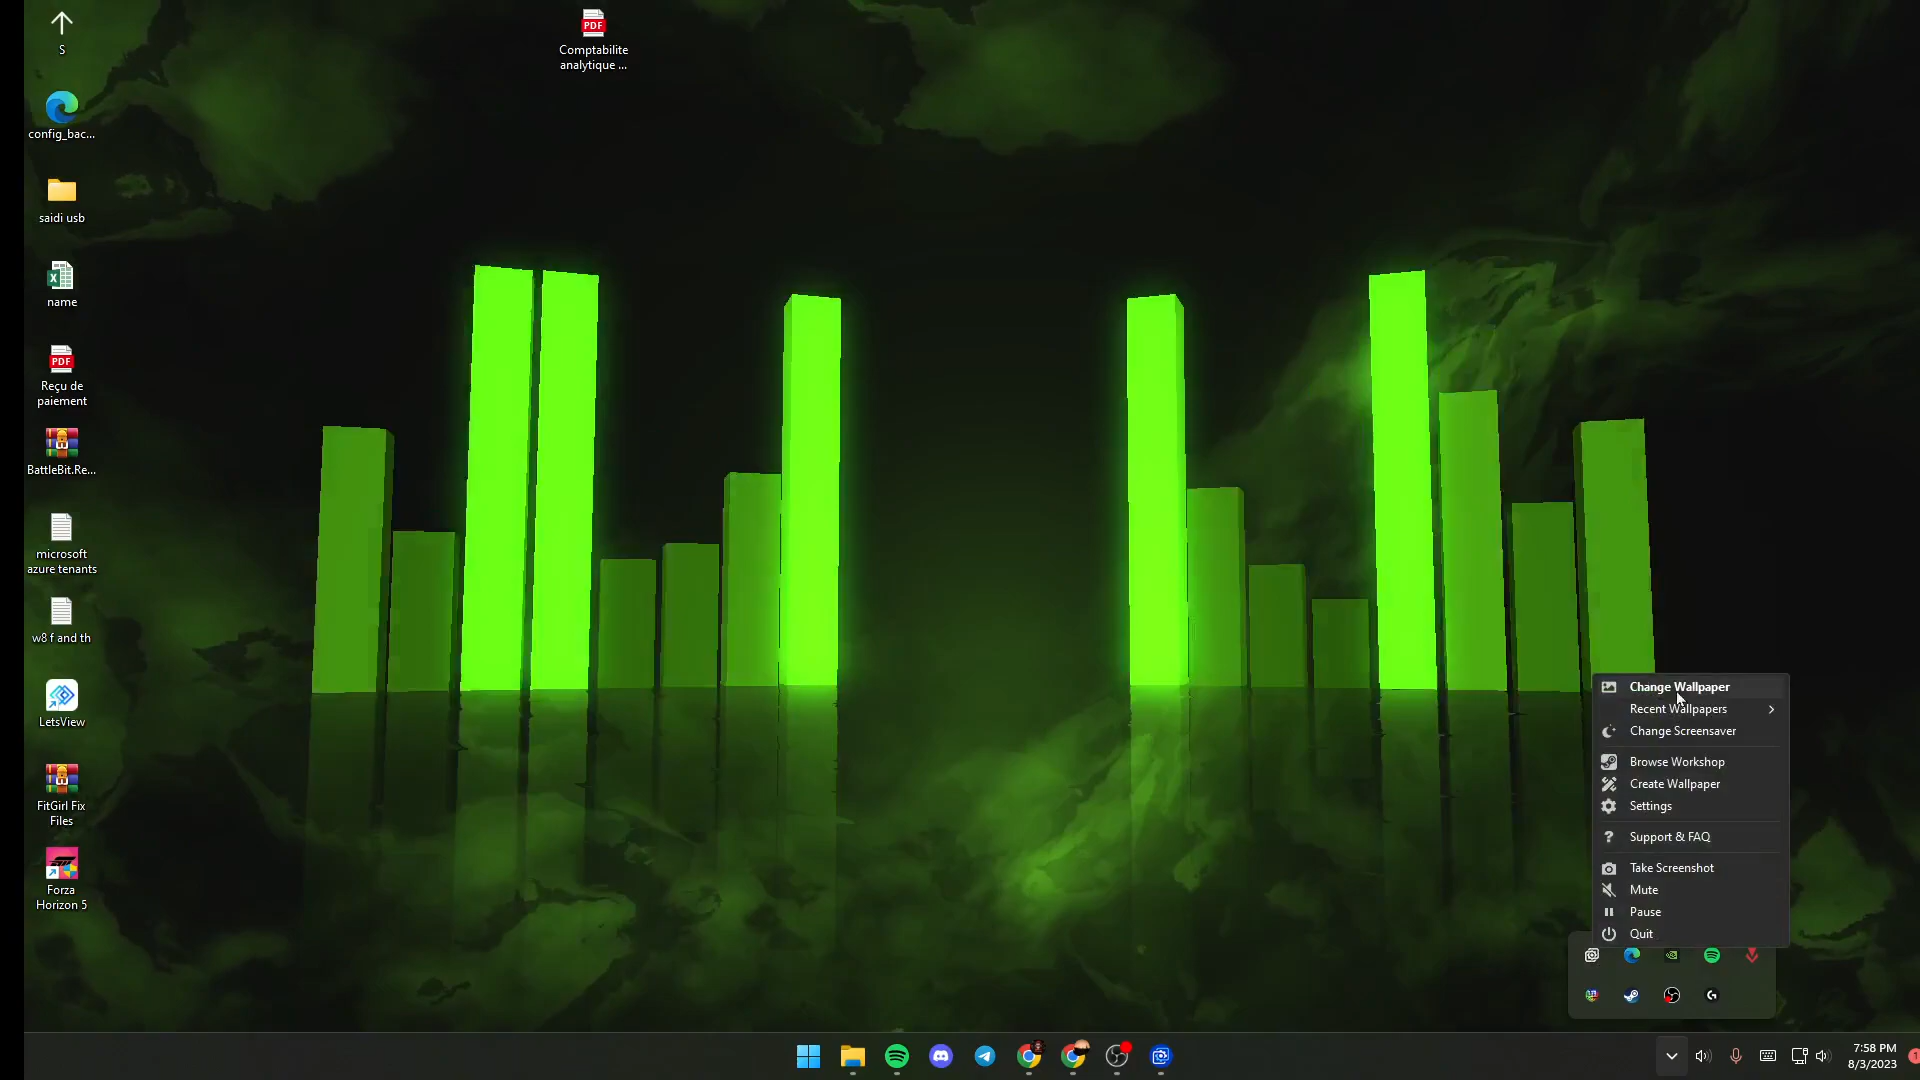 S
PDF
Comptabilite
analytique ...
config_bac...
saidi usb
name
PDF
Reçu de
paiement
BattleBit.Re...
microsoft
azure tenants
w8 f and th
LetsView
FitGirl Fix
Files
Forza
Horizon 5
Change Wallpaper
Recent Wallpapers
Change Screensaver
Browse Workshop
Create Wallpaper
Settings
Support & FAQ
Take Screenshot
Mute
Pause
Quit
7:58 PM
8/3/2023
1